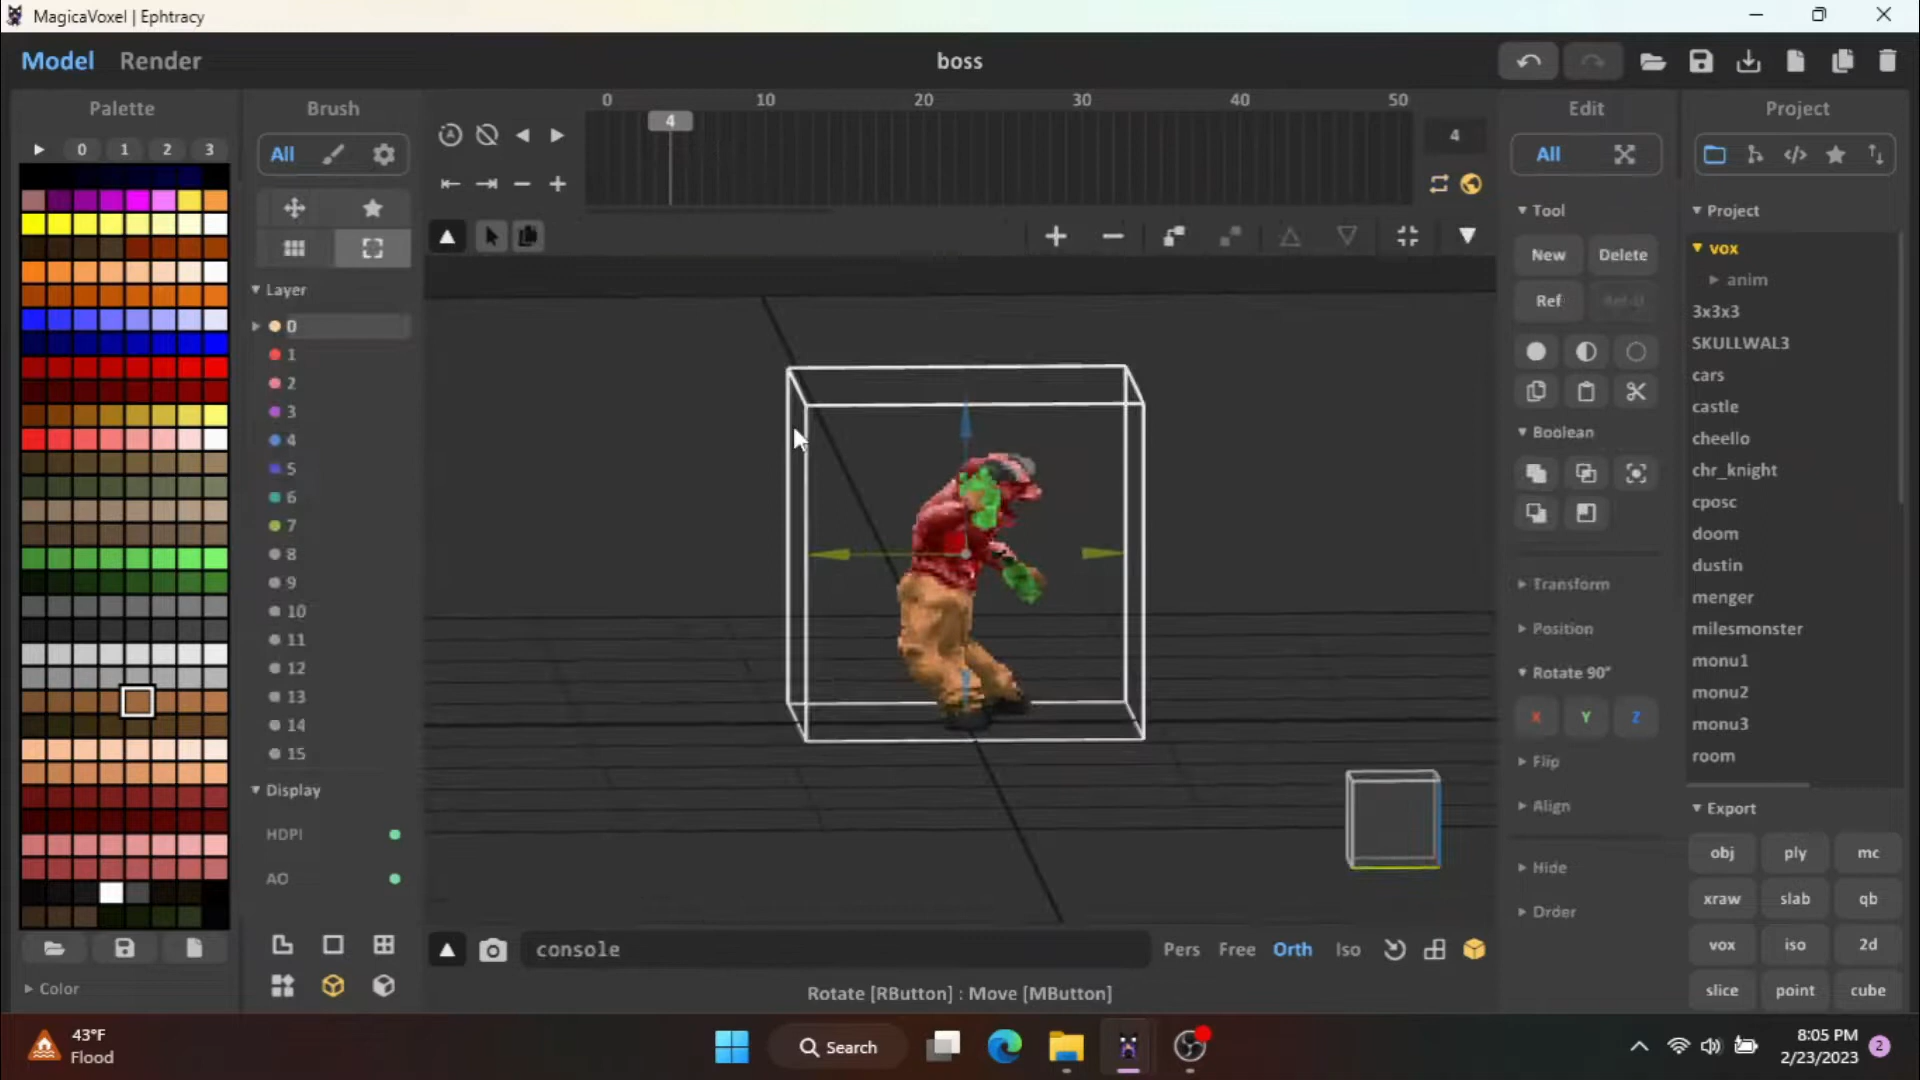 MagicaVoxel | Ephtracy
Model Render
boss
Palette
0 1 2 3
Color
Brush
All
Layer
0
1
2
3
4
5
6
7
8
9
10
11
12
13
14
15
Display
HDPI
AO
0 10 20 30 40 50
4
4
console
Pers Free Orth Iso
Rotate [RButton] : Move [MButton]
Edit
All
Tool
New Delete
Ref
Boolean
Transform
Position
Rotate 90°
X Y Z
Flip
Align
Hide
Order
Project
Project
vox
anim
3x3x3
SKULLWAL3
cars
castle
cheello
chr_knight
cposc
doom
dustin
menger
milesmonster
monu1
monu2
monu3
room
Export
obj ply mc
xraw slab qb
vox iso 2d
slice point cube
43°F
Flood
Search
8:05 PM
2/23/2023
2